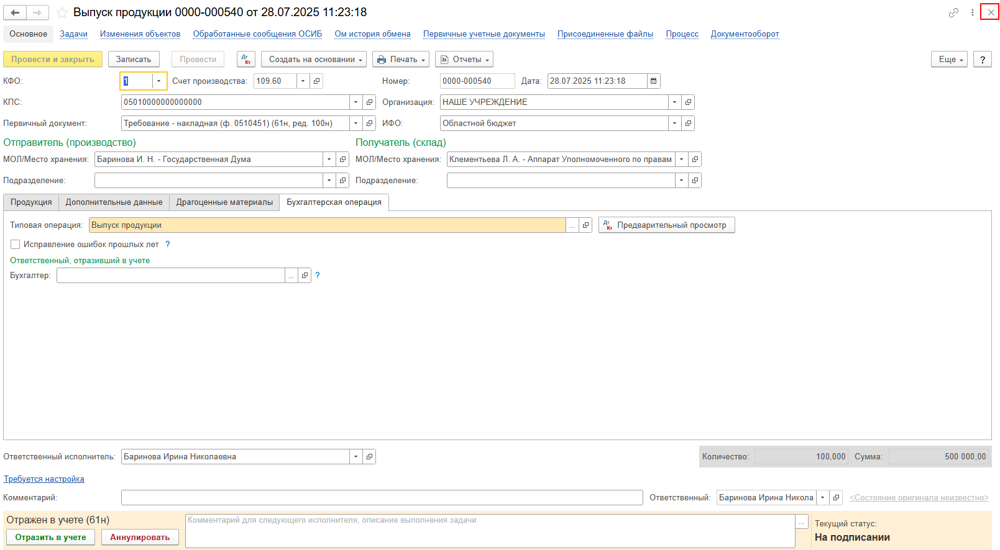 Выпуск продукции 0000-000540 от 28.07.2025 11:23:18
Основное Задачи Изменения объектов Обработанные сообщения ОСИБ Ом история обмена Первичные учетные документы Присоединенные файлы Процесс Документооборот
Провести и закрыть Записать Провести Дт Кт Создать на основании Печать Отчеты Еще ?
КФО: 1 Счет производства: 109.60 Номер: 0000-000540 Дата: 28.07.2025 11:23:18
КПС: 05010000000000000 Организация: НАШЕ УЧРЕЖДЕНИЕ
Первичный документ: Требование - накладная (ф. 0510451) (61н, ред. 100н) ИФО: Областной бюджет
Отправитель (производство) Получатель (склад)
МОЛ/Место хранения: Баринова И. Н. - Государственная Дума МОЛ/Место хранения: Клементьева Л. А. - Аппарат Уполномоченного по правам
Подразделение: Подразделение:
Продукция Дополнительные данные Драгоценные материалы Бухгалтерская операция
Типовая операция: Выпуск продукции ... Дт Кт Предварительный просмотр
Исправление ошибок прошлых лет ?
Ответственный, отразивший в учете
Бухгалтер: ... ?
Ответственный исполнитель: Баринова Ирина Николаевна Количество: 100,000 Сумма: 500 000,00
Требуется настройка
Комментарий: Ответственный: Баринова Ирина Никола <Состояние оригинала неизвестно>
Отражен в учете (61н) Комментарий для следующего исполнителя, описание выполнения задачи ... Текущий статус:
Отразить в учете Аннулировать На подписании